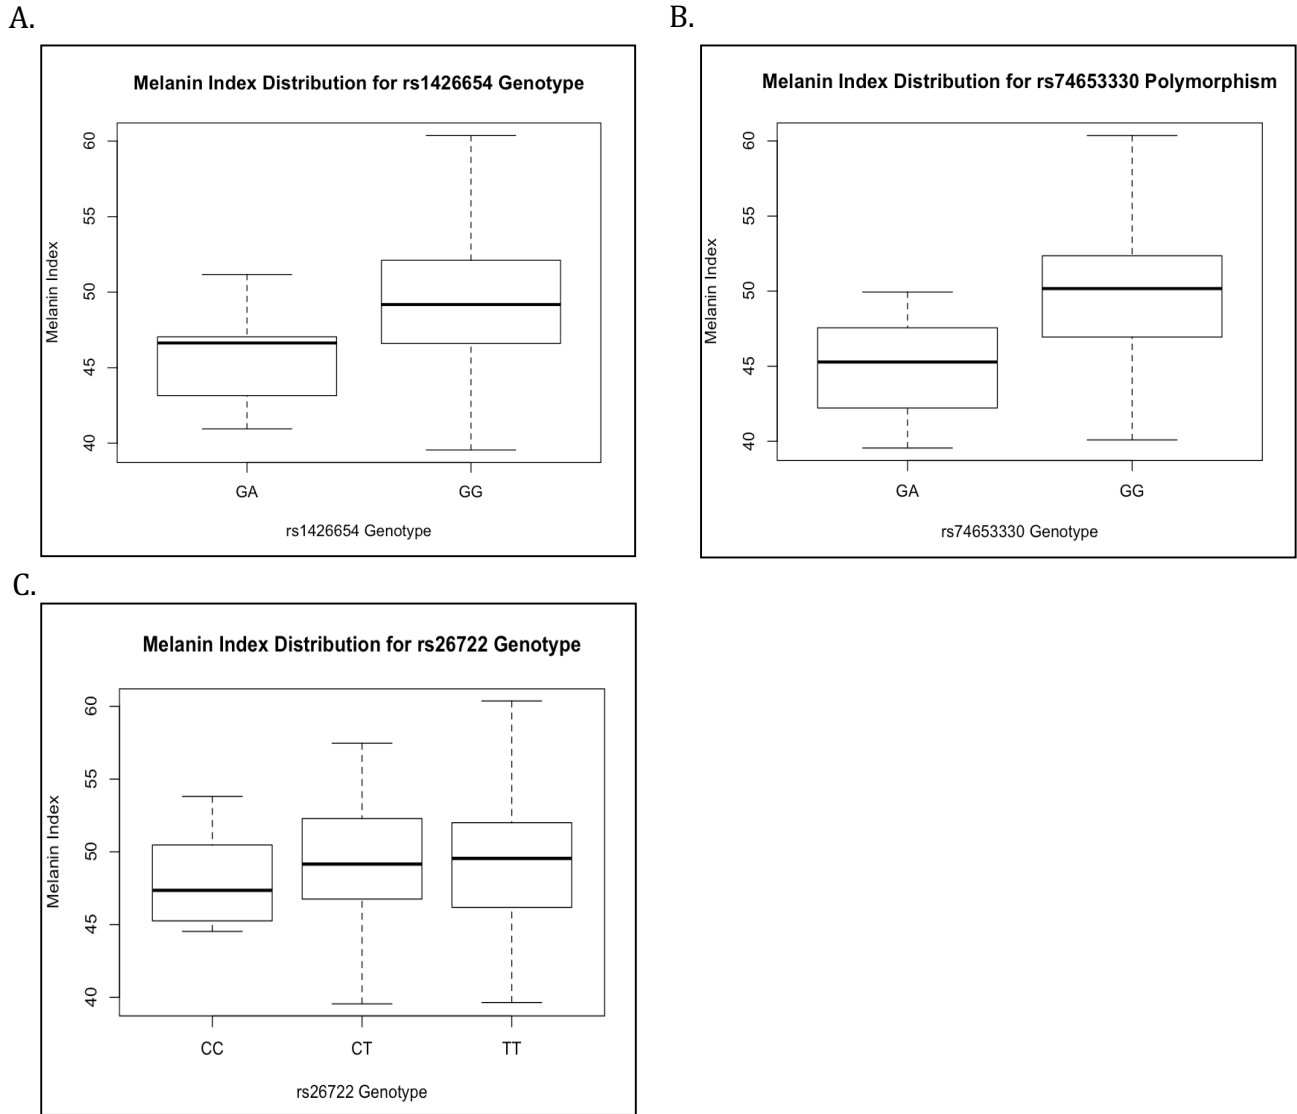 A.
Melanin Index Distribution for rs1426654 Genotype
Melanin Index
60
55
50
45
40
GA GG
rs1426654 Genotype
B.
Melanin Index Distribution for rs74653330 Polymorphism
Melanin Index
60
55
50
45
40
GA GG
rs74653330 Genotype
C.
Melanin Index Distribution for rs26722 Genotype
Melanin Index
60
55
50
45
40
CC CT TT
rs26722 Genotype